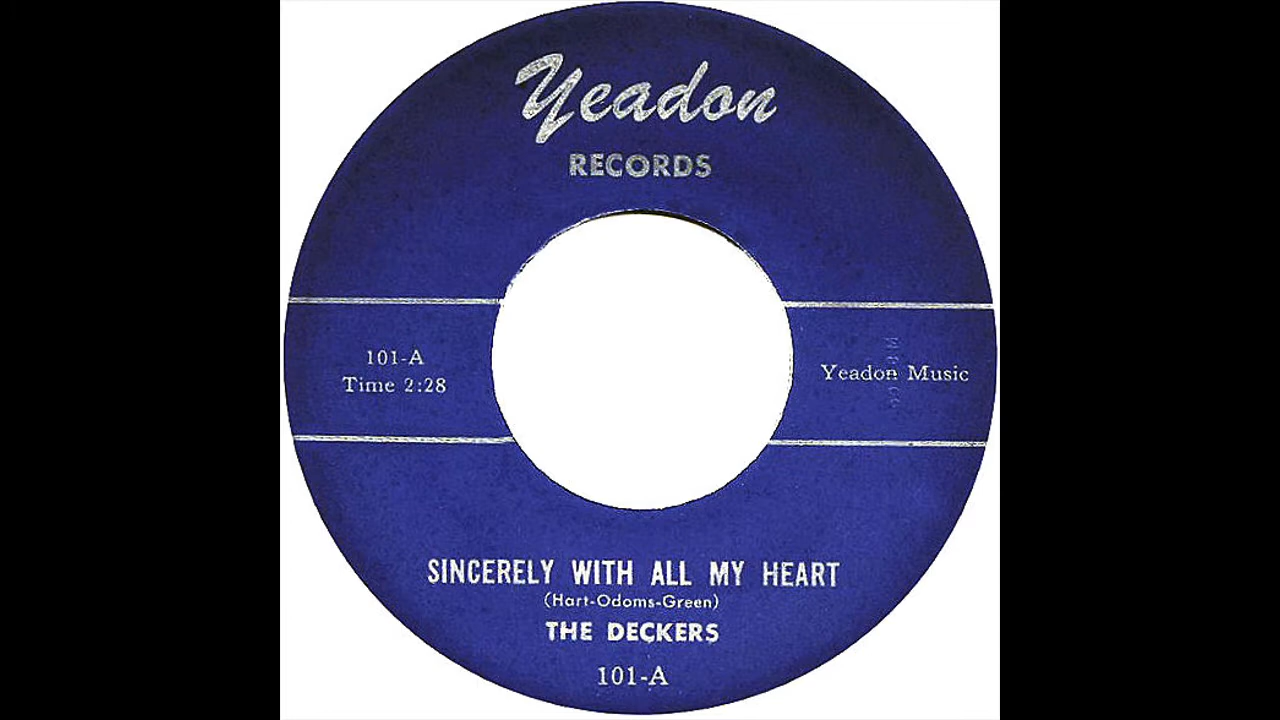 Yeadon
RECORDS
101-A
Time 2:28
Yeadon Music
SINCERELY WITH ALL MY HEART
(Hart-Odoms-Green)
THE DECKERS
101-A